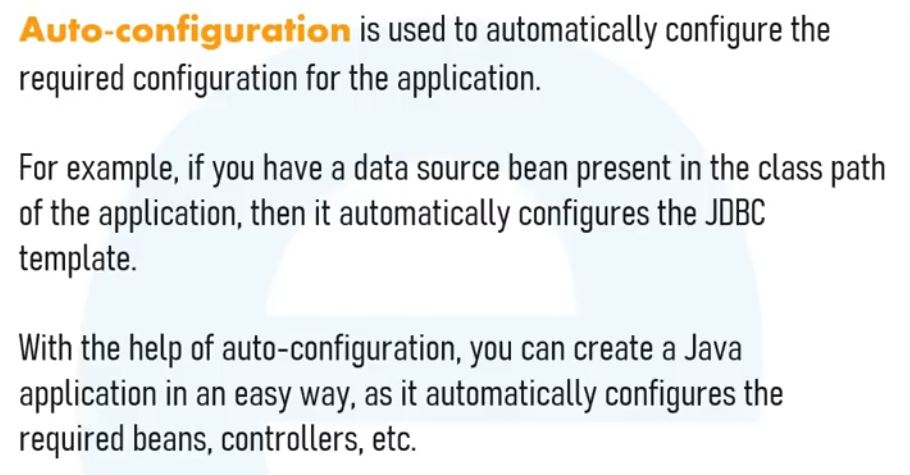 Auto-configuration is used to automatically configure the
required configuration for the application.
For example, if you have a data source bean present in the class path
of the application, then it automatically configures the JDBC
template.
With the help of auto-configuration, you can create a Java
application in an easy way, as it automatically configures the
required beans, controllers, etc.